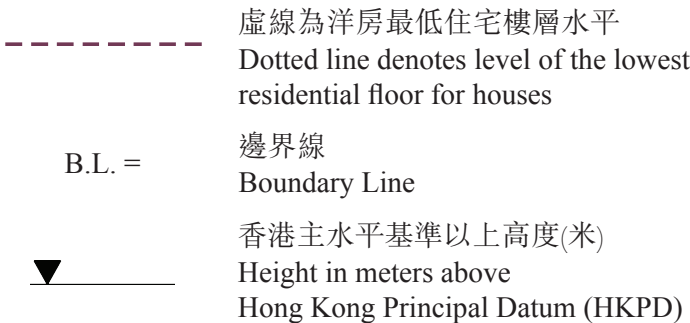 虛線為洋房最低住宅樓層水平
Dotted line denotes level of the lowest
residential floor for houses
B.L. =
邊界線
Boundary Line
香港主水平基準以上高度(米)
Height in meters above
Hong Kong Principal Datum (HKPD)